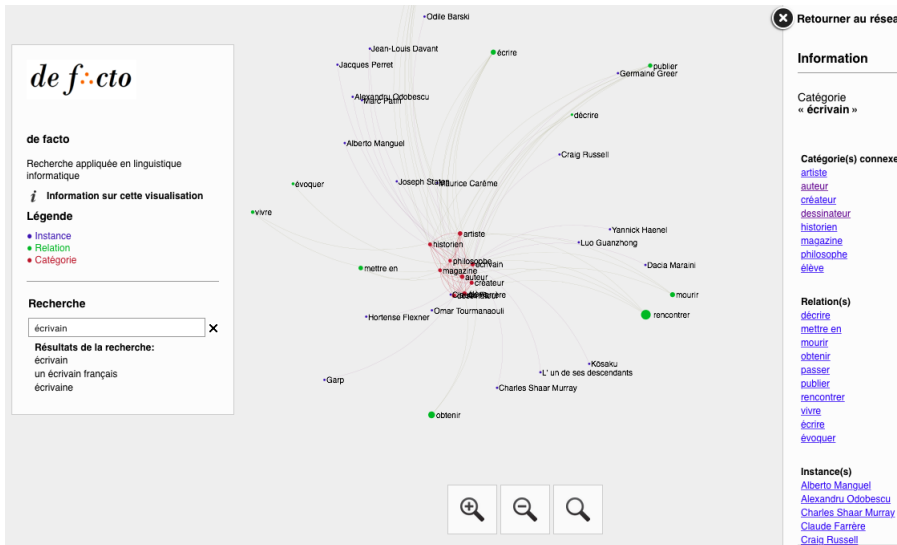 de f∴cto
de facto
Recherche appliquée en linguistique
informatique
i Information sur cette visualisation
Légende
Instance
Relation
Catégorie
Recherche
écrivain
Résultats de la recherche:
écrivain
un écrivain français
écrivaine
Odile Barski
Jean-Louis Davant
écrire
Jacques Perret
publier
Germaine Greer
Alexandru Odobescu
Marc Patin
décrire
Alberto Manguel
Craig Russell
évoquer
Joseph Staten
Maurice Carême
vivre
artiste
Yannick Haenel
historien
Luo Guanzhong
philosophe
écrivain
Dacia Maraini
mettre en
magazine
auteur
créateur
mourir
Omar Tourmanaouli
rencontrer
Hortense Flexner
Kōsaku
L' un de ses descendants
Garp
Charles Shaar Murray
obtenir
Retourner au résea
Information
Catégorie
« écrivain »
Catégorie(s) connexe
artiste
auteur
créateur
dessinateur
historien
magazine
philosophe
élève
Relation(s)
décrire
mettre en
mourir
obtenir
passer
publier
rencontrer
vivre
écrire
évoquer
Instance(s)
Alberto Manguel
Alexandru Odobescu
Charles Shaar Murray
Claude Farrère
Craig Russell